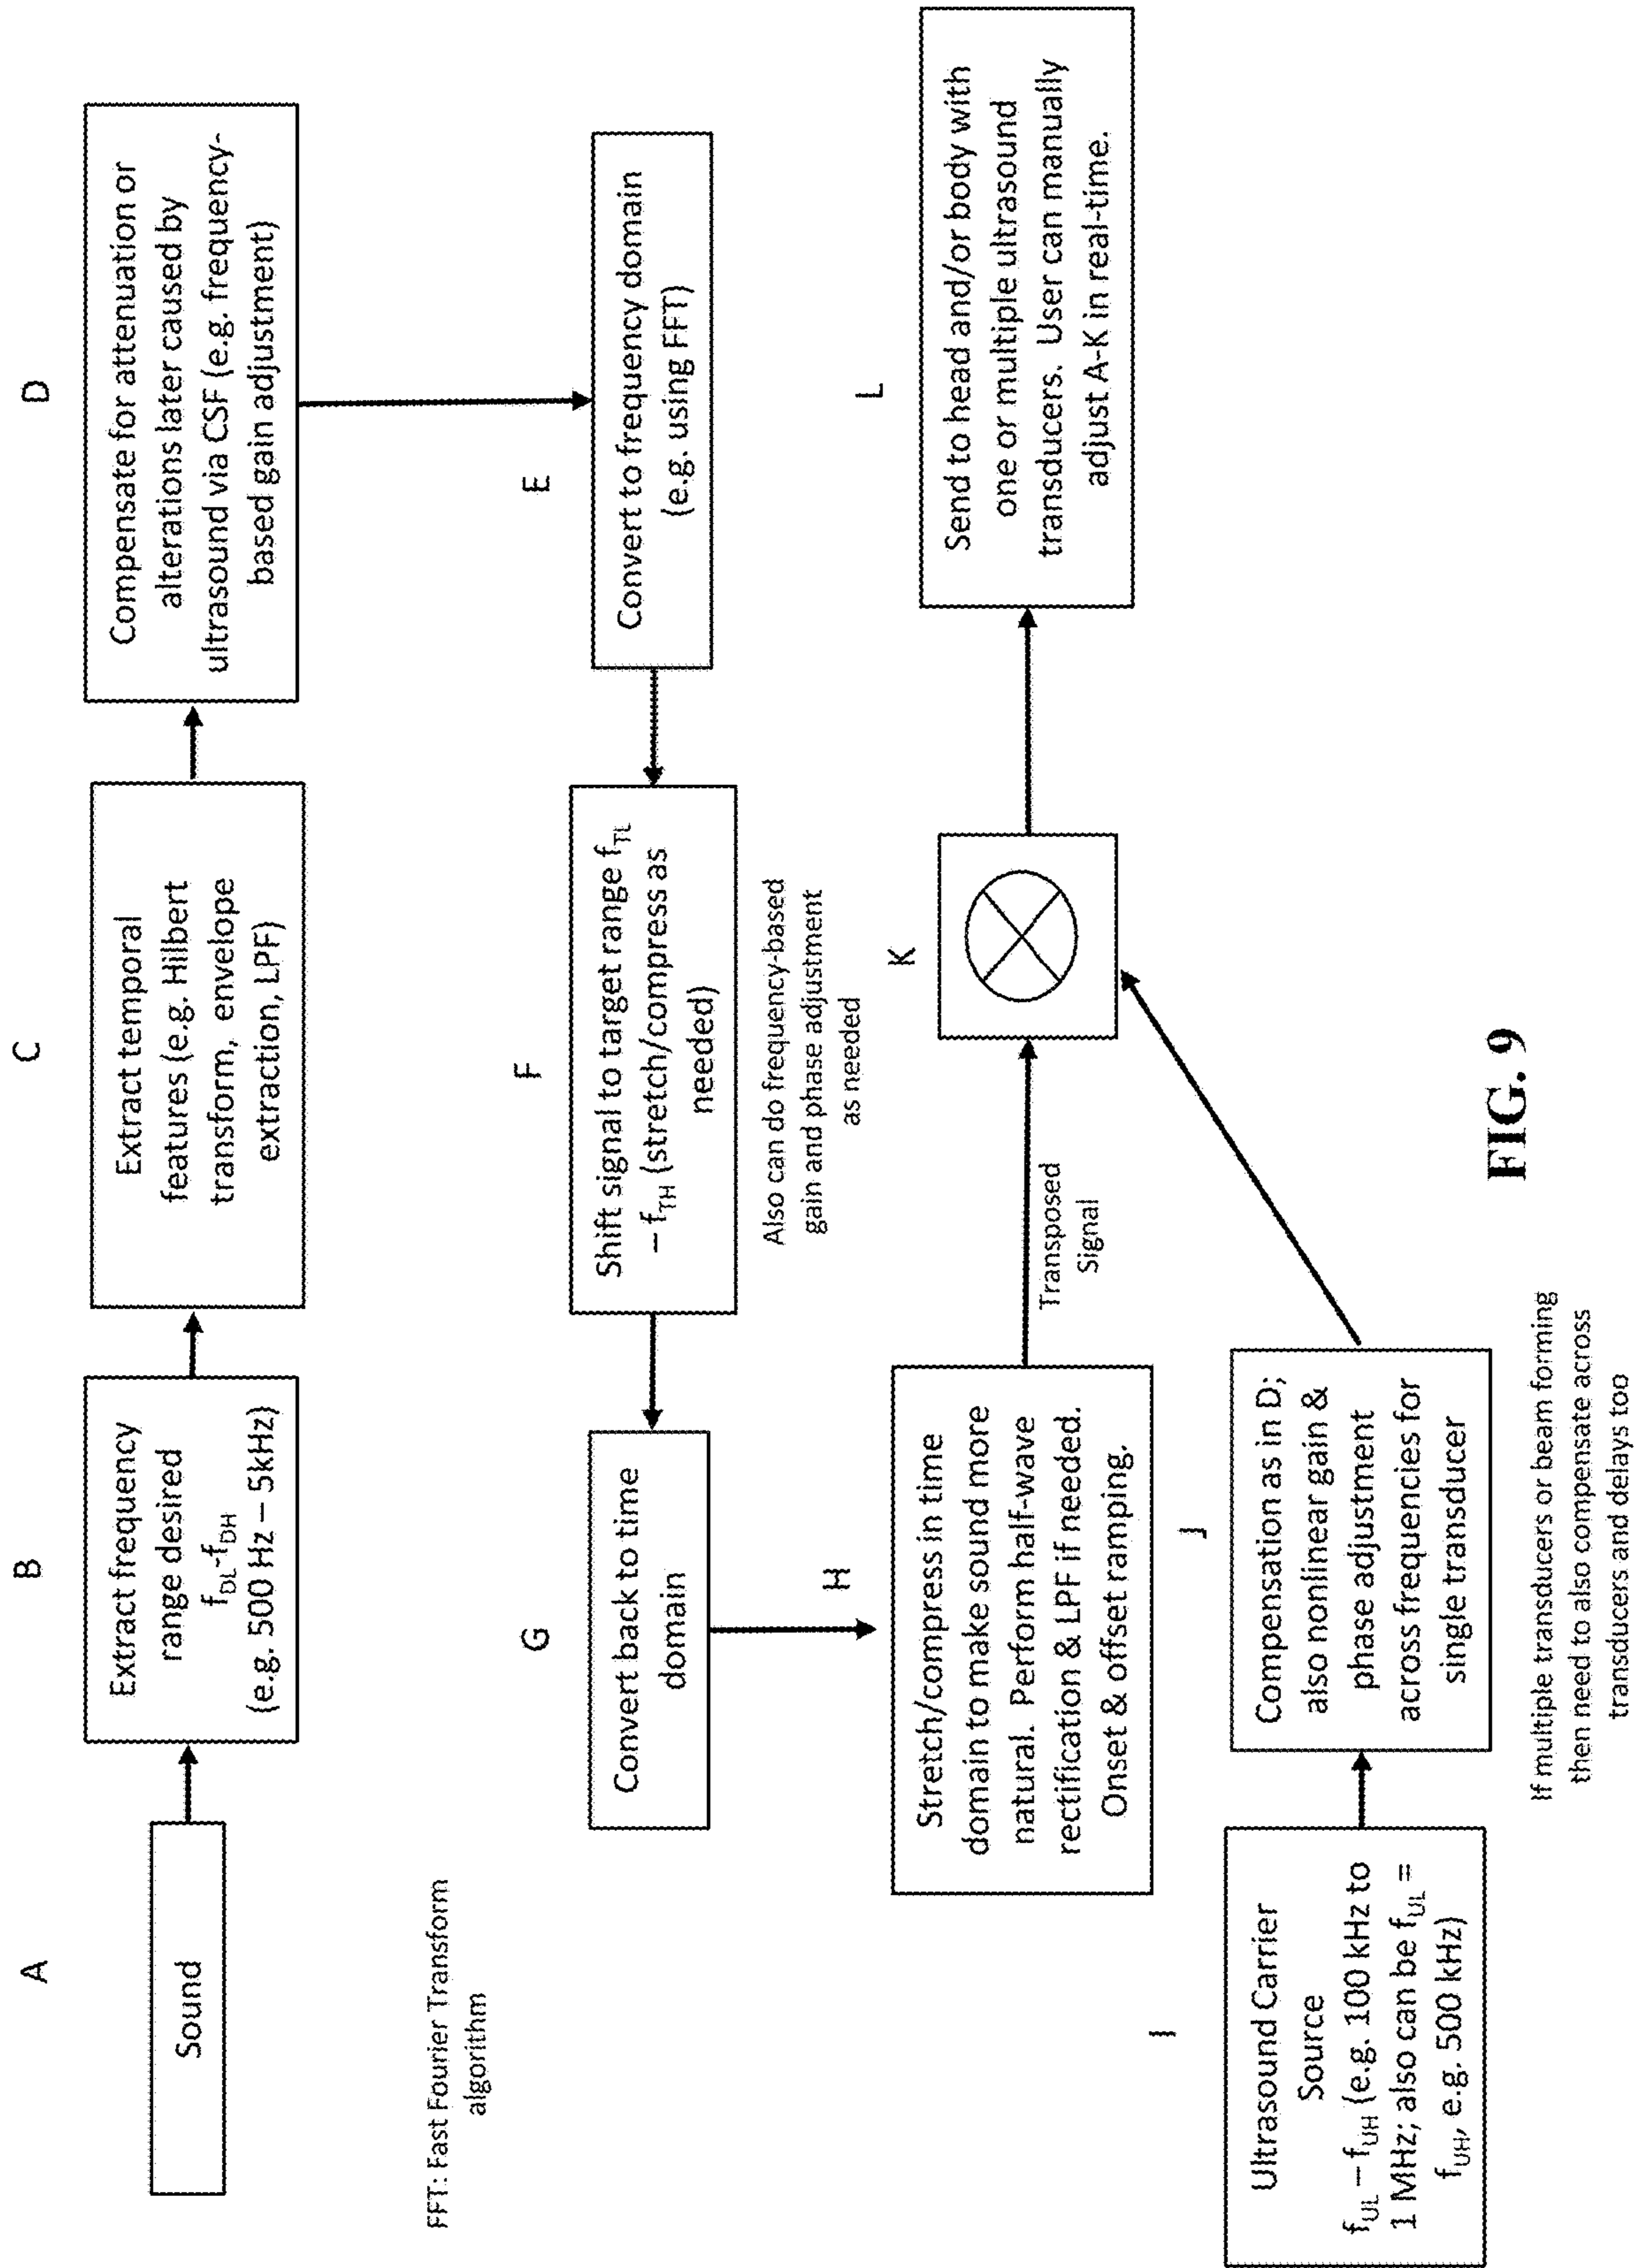 A
Sound
B
Extract frequency
range desired
f_DL-f_DH
(e.g. 500 Hz – 5kHz)
C
Extract temporal
features (e.g. Hilbert
transform, envelope
extraction, LPF)
D
Compensate for attenuation or
alterations later caused by
ultrasound via CSF (e.g. frequency-
based gain adjustment)
FFT: Fast Fourier Transform
algorithm
E
Convert to frequency domain
(e.g. using FFT)
F
Shift signal to target range f_TL
– f_TH (stretch/compress as
needed)
Also can do frequency-based
gain and phase adjustment
as needed
G
Convert back to time
domain
H
Stretch/compress in time
domain to make sound more
natural. Perform half-wave
rectification & LPF if needed.
Onset & offset ramping.
Transposed
Signal
I
Ultrasound Carrier
Source
f_UL – f_UH (e.g. 100 kHz to
1 MHz; also can be f_UL =
f_UH, e.g. 500 kHz)
J
Compensation as in D;
also nonlinear gain &
phase adjustment
across frequencies for
single transducer
If multiple transducers or beam forming
then need to also compensate across
transducers and delays too
K
L
Send to head and/or body with
one or multiple ultrasound
transducers. User can manually
adjust A-K in real-time.
FIG. 9